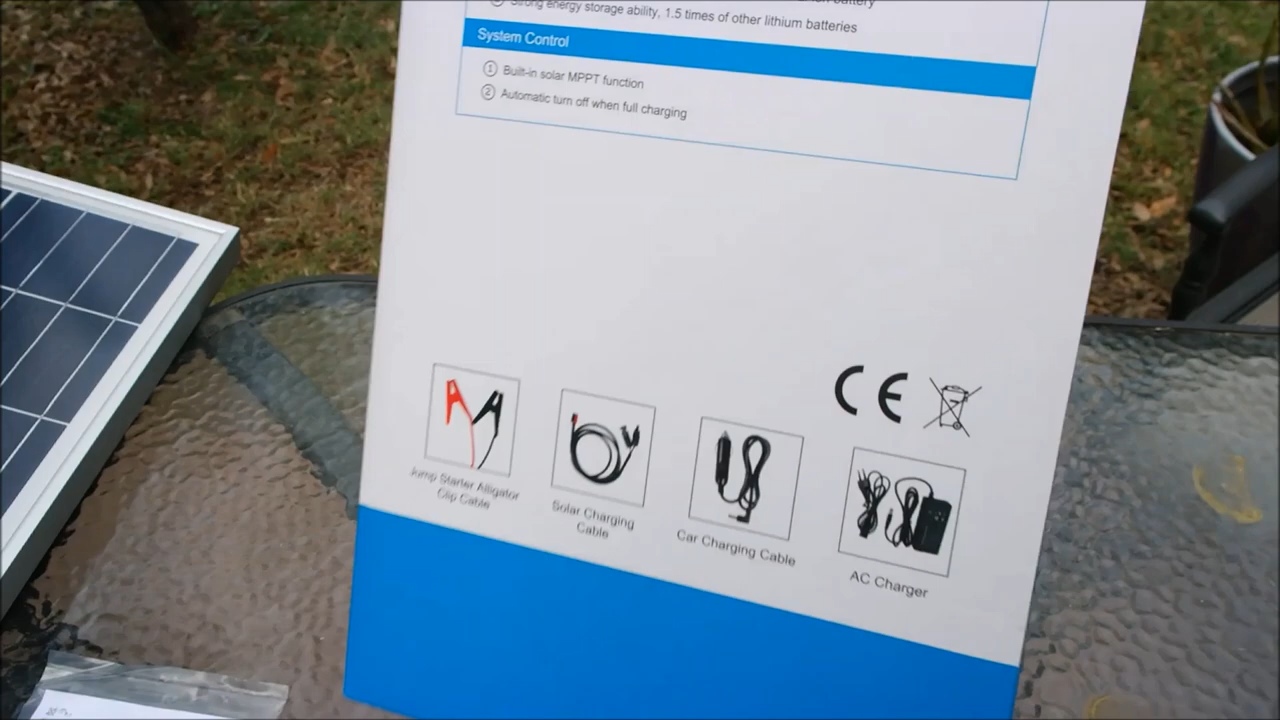 Strong energy storage ability, 1.5 times of other lithium batteries
System Control
1 Built-in solar MPPT function
2 Automatic turn off when full charging
CE
Jump Starter Alligator
Clip Cable
Solar Charging
Cable
Car Charging Cable
AC Charger